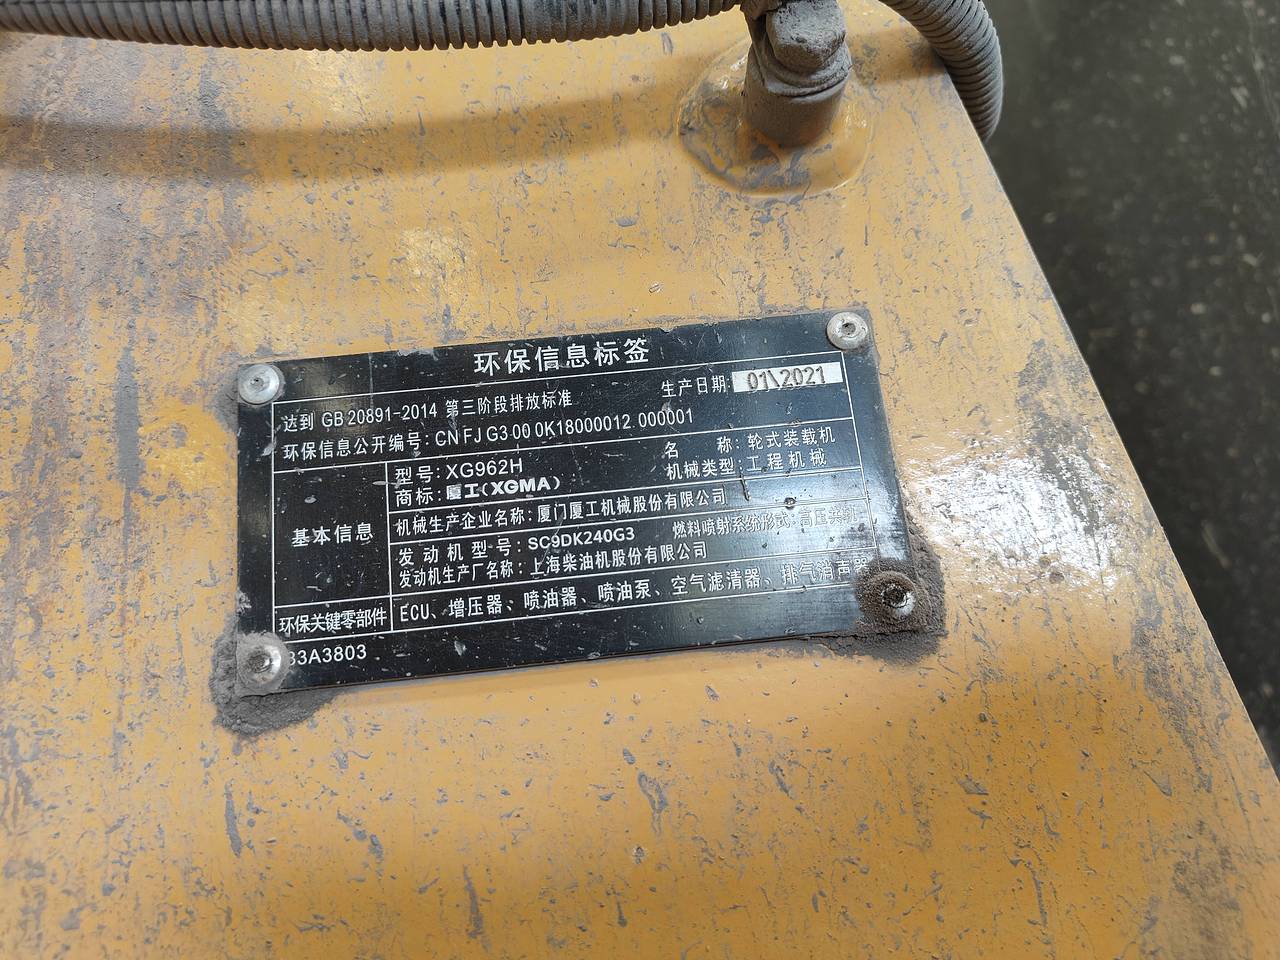 环保信息标签
达到 GB 20891-2014 第三阶段排放标准 生产日期: 01\2021
环保信息公开编号: CN FJ G3 00 0K18000012 000001
基本信息
型号: XG962H 名 称: 轮式装载机
商标: 厦工(XGMA) 机械类型: 工程机械
机械生产企业名称: 厦门厦工机械股份有限公司
发动机型号: SC9DK240G3 燃料喷射系统形式: 高压共轨
发动机生产厂名称: 上海柴油机股份有限公司
环保关键零部件 ECU、增压器、喷油器、喷油泵、空气滤清器、排气消声器
33A3803